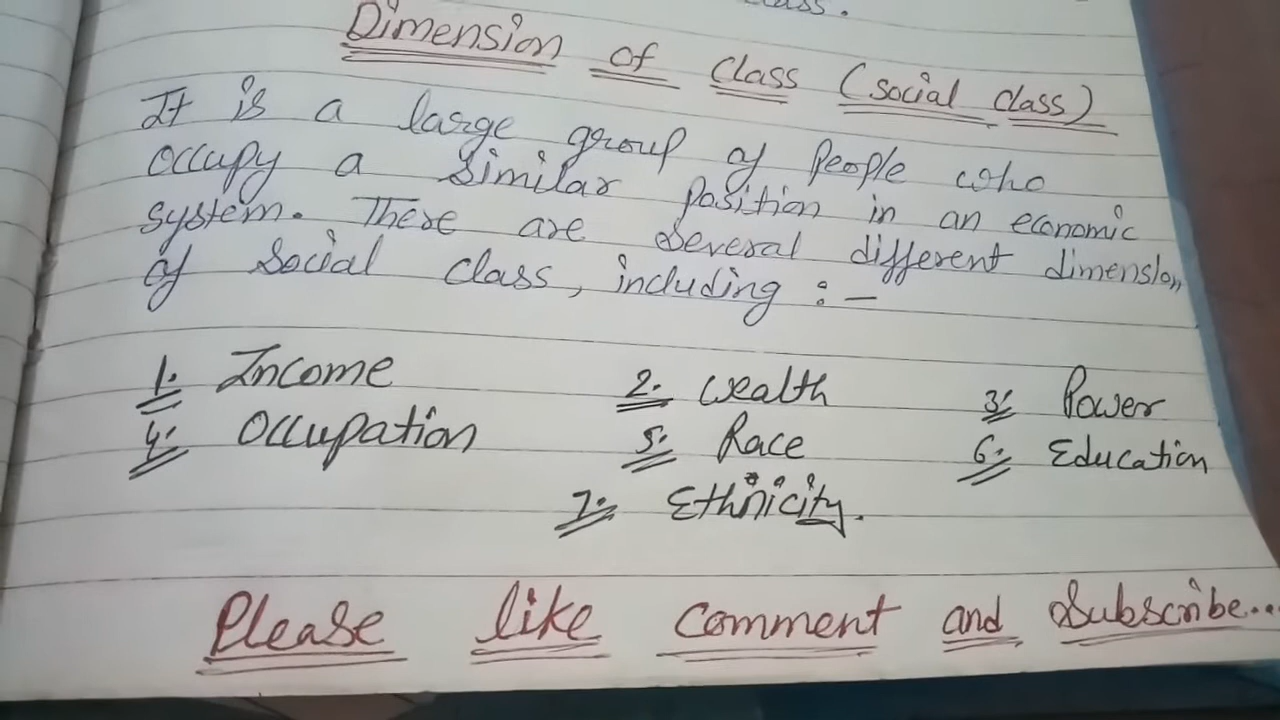 class.
Dimension of class (social class)
It is a large group of People who
occupy a similar position in an economic
system. There are several different dimension
of social class, including : –
1. Income 2. wealth 3. Power
4. Occupation 5. Race 6. Education
7. Ethnicity.
Please like comment and subscribe...